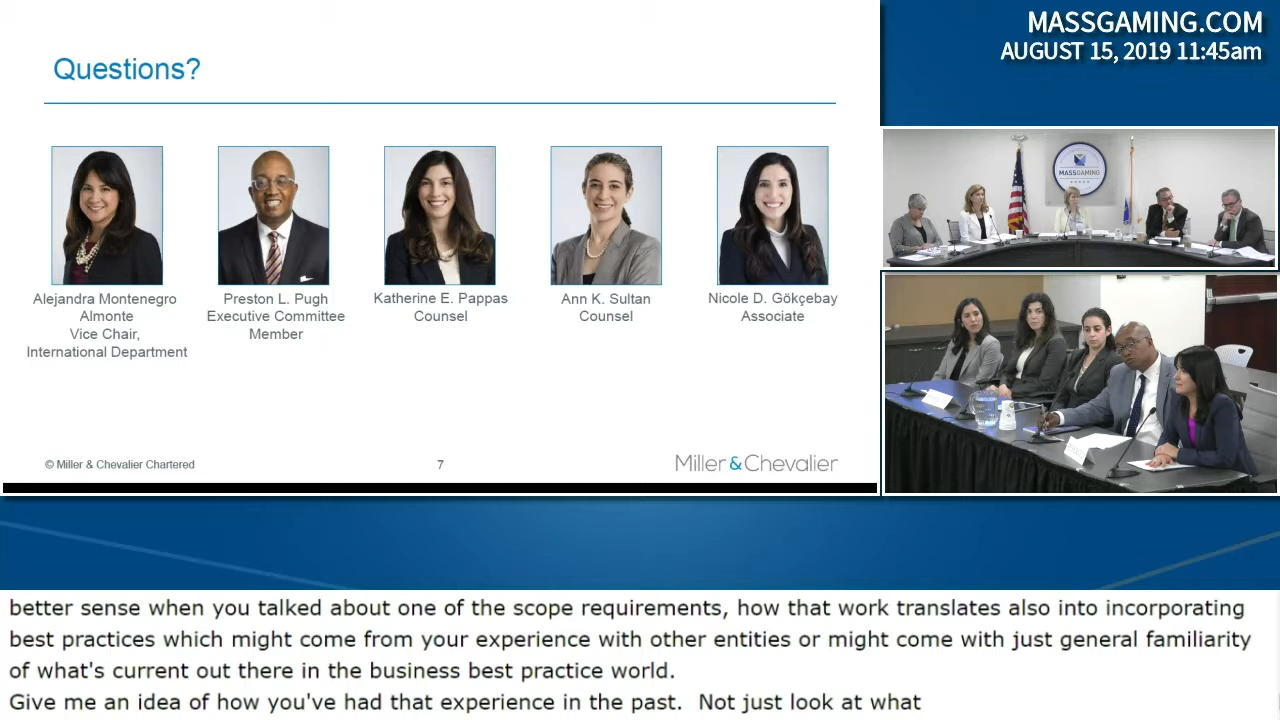 MASSGAMING.COM
AUGUST 15, 2019 11:45am
Questions?
Alejandra Montenegro
Almonte
Vice Chair,
International Department
Preston L. Pugh
Executive Committee
Member
Katherine E. Pappas
Counsel
Ann K. Sultan
Counsel
Nicole D. Gökçebay
Associate
© Miller & Chevalier Chartered
7
Miller&Chevalier
MASSGAMING
better sense when you talked about one of the scope requirements, how that work translates also into incorporating
best practices which might come from your experience with other entities or might come with just general familiarity
of what's current out there in the business best practice world.
Give me an idea of how you've had that experience in the past.  Not just look at what